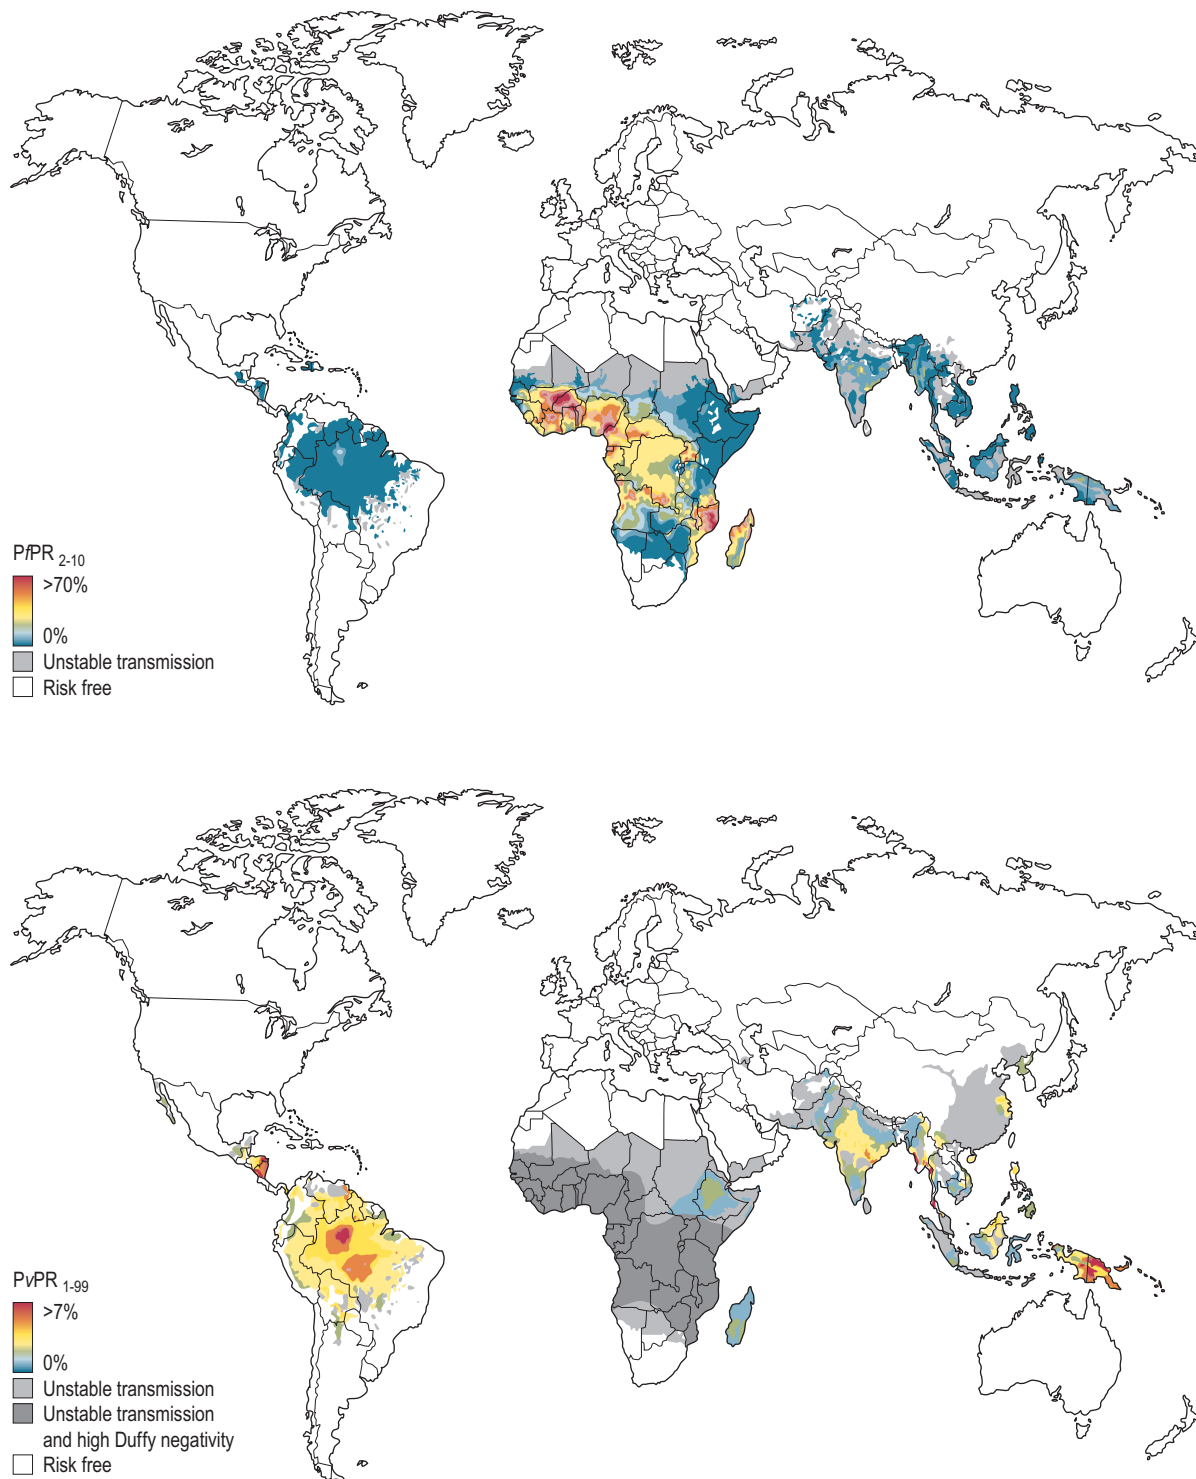 PfPR 2-10
>70%
0%
Unstable transmission
Risk free
PvPR 1-99
>7%
0%
Unstable transmission
Unstable transmission
and high Duffy negativity
Risk free